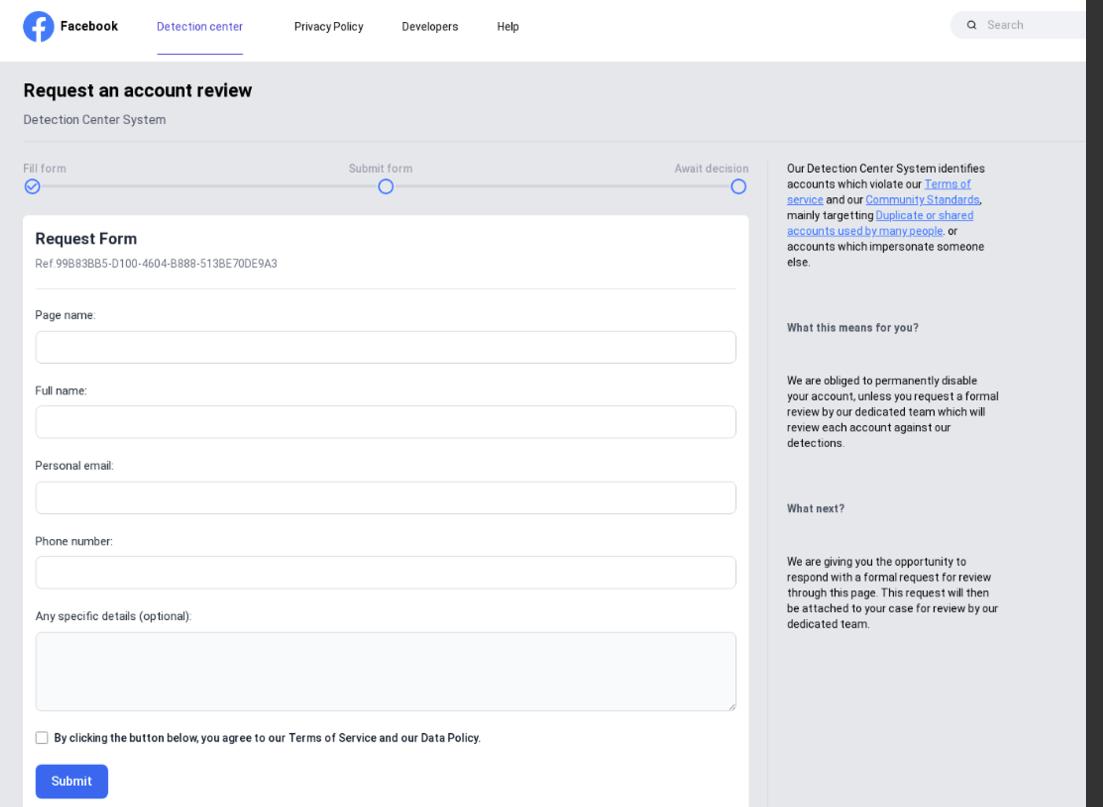 Facebook Detection center Privacy Policy Developers Help Search
Request an account review
Detection Center System
Fill form Submit form Await decision
Request Form
Ref.99B83BB5-D100-4604-B888-513BE70DE9A3
Page name:
Full name:
Personal email:
Phone number:
Any specific details (optional):
By clicking the button below, you agree to our Terms of Service and our Data Policy.
Submit
Our Detection Center System identifies
accounts which violate our Terms of
service and our Community Standards,
mainly targetting Duplicate or shared
accounts used by many people. or
accounts which impersonate someone
else.
What this means for you?
We are obliged to permanently disable
your account, unless you request a formal
review by our dedicated team which will
review each account against our
detections.
What next?
We are giving you the opportunity to
respond with a formal request for review
through this page. This request will then
be attached to your case for review by our
dedicated team.